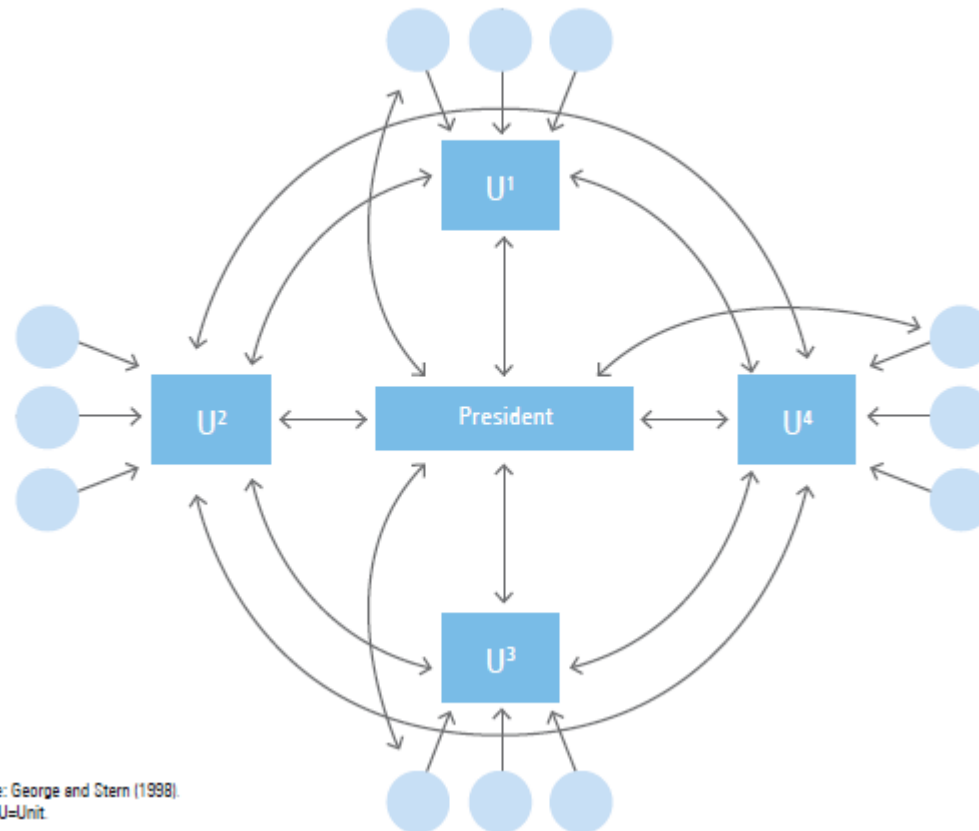 U¹
U²
President
U⁴
U³
e: George and Stern (1998).
U=Unit.